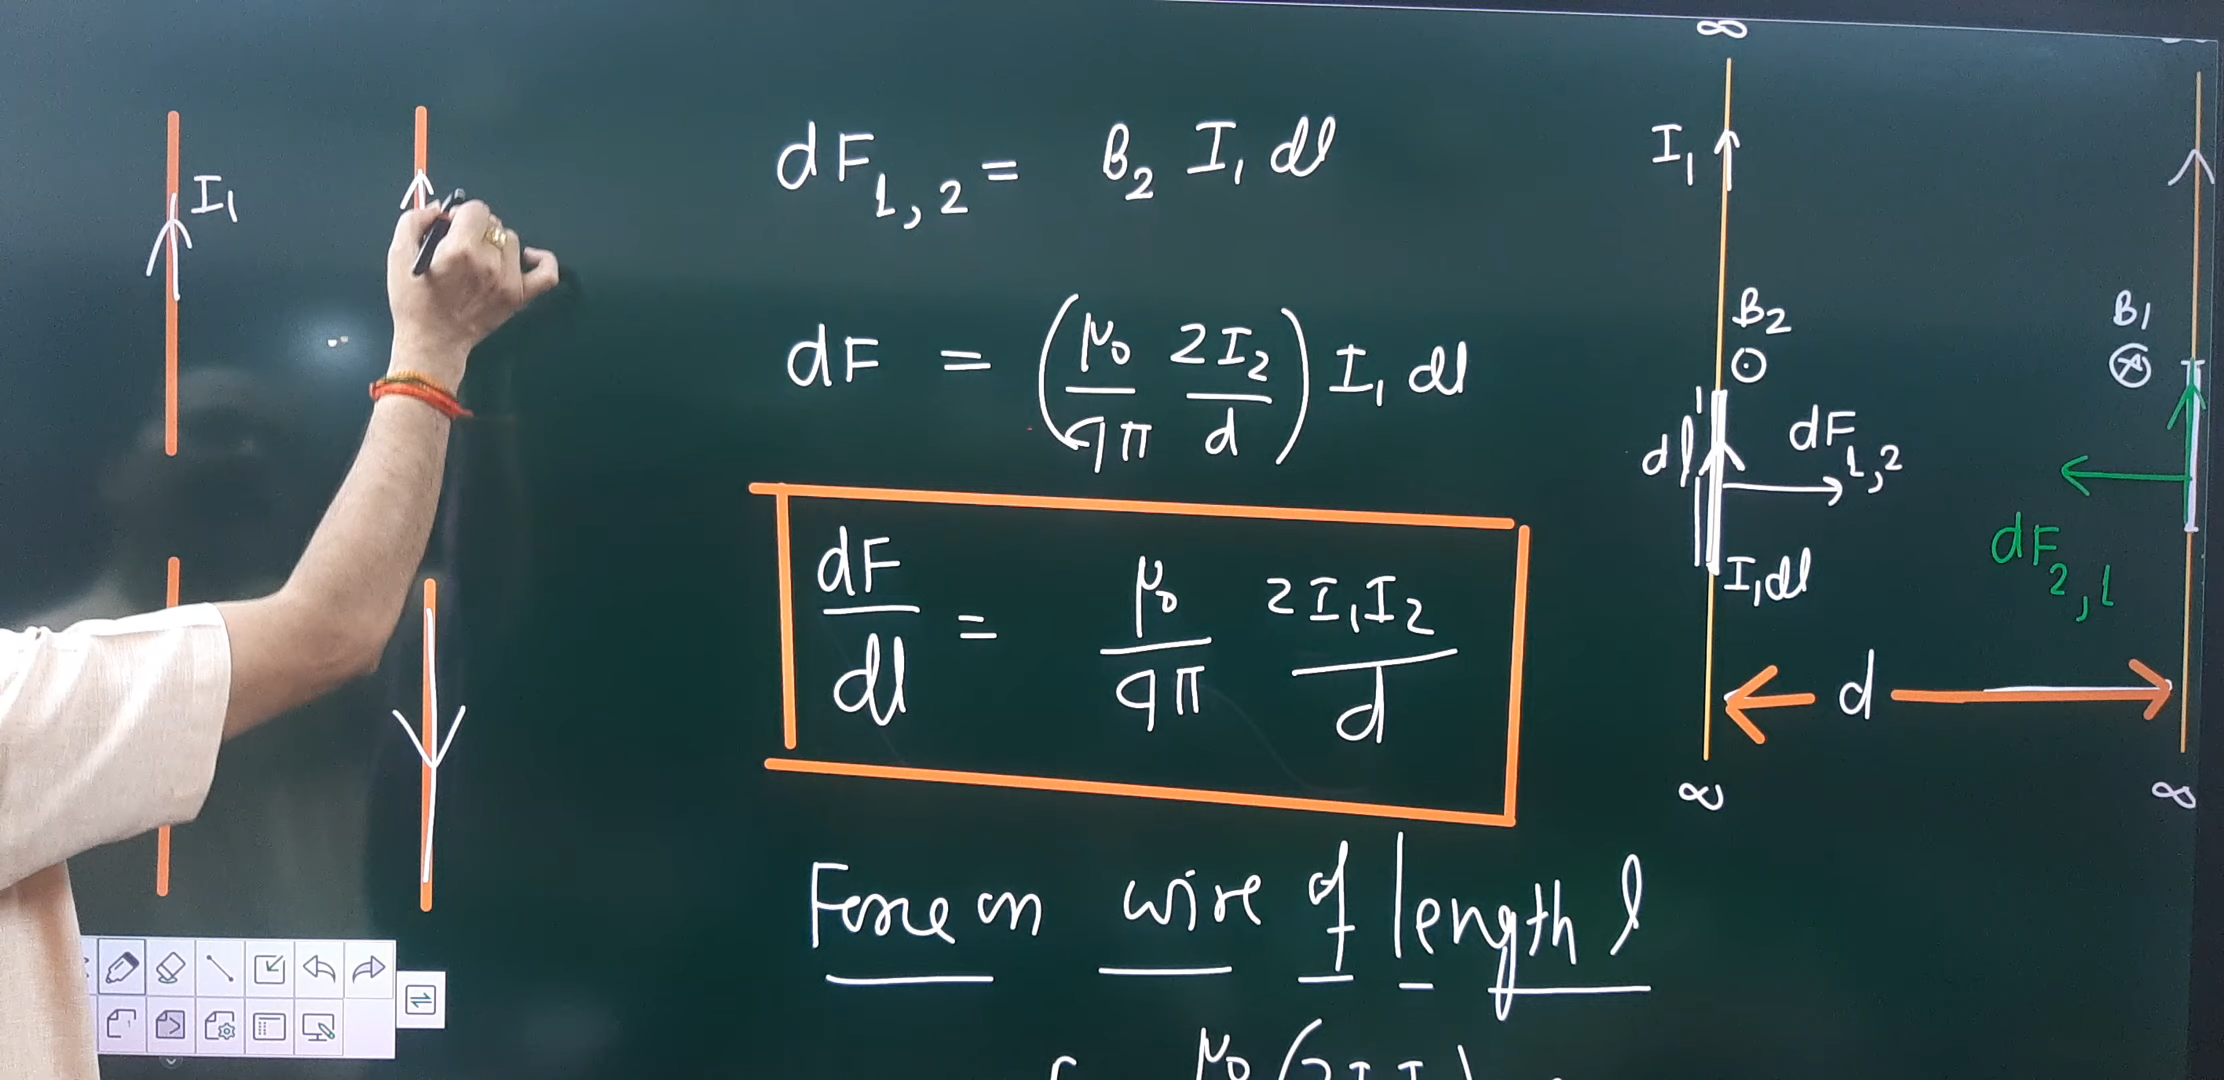 I₁
dF₁,₂ = B₂ I₁ dl
dF = (μ₀/4π 2I₂/d) I₁ dl
dF/dl = μ₀/4π 2I₁I₂/d
Force on wire of length l
∞
I₁
B₂
dl
dF₁,₂
I₁dl
B₁
dF₂,₁
d
∞
∞